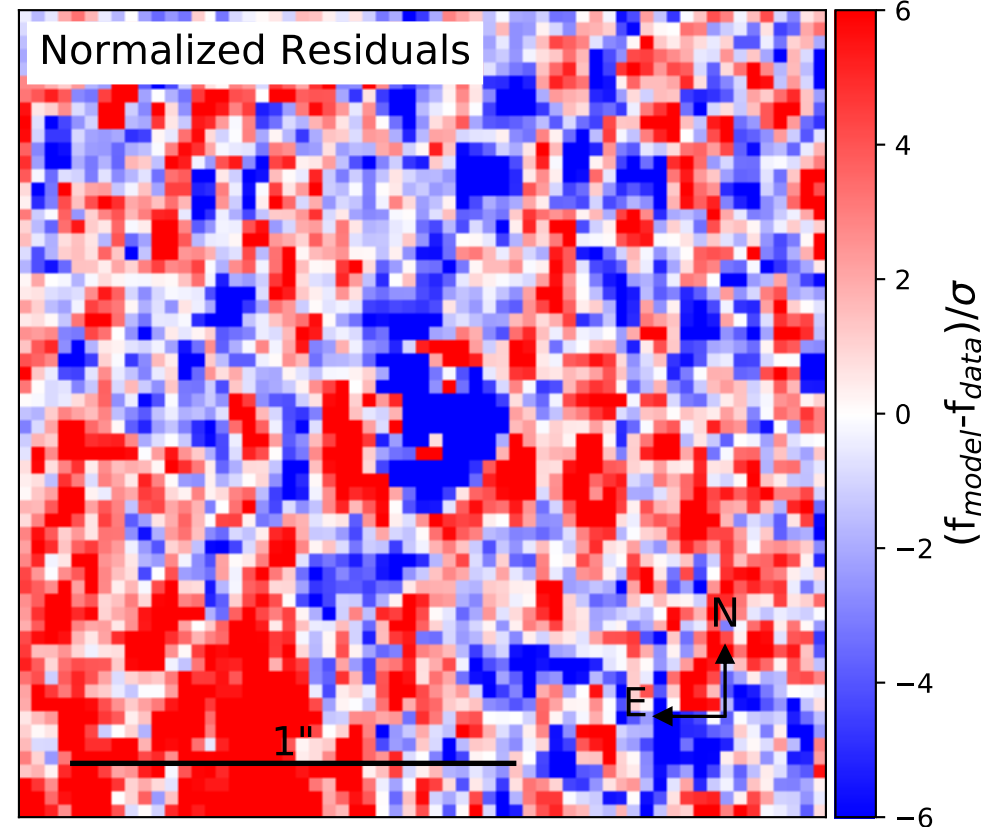 Normalized Residuals
6
4
2
0
−2
−4
−6
(f_model-f_data)/σ
N
E
1"